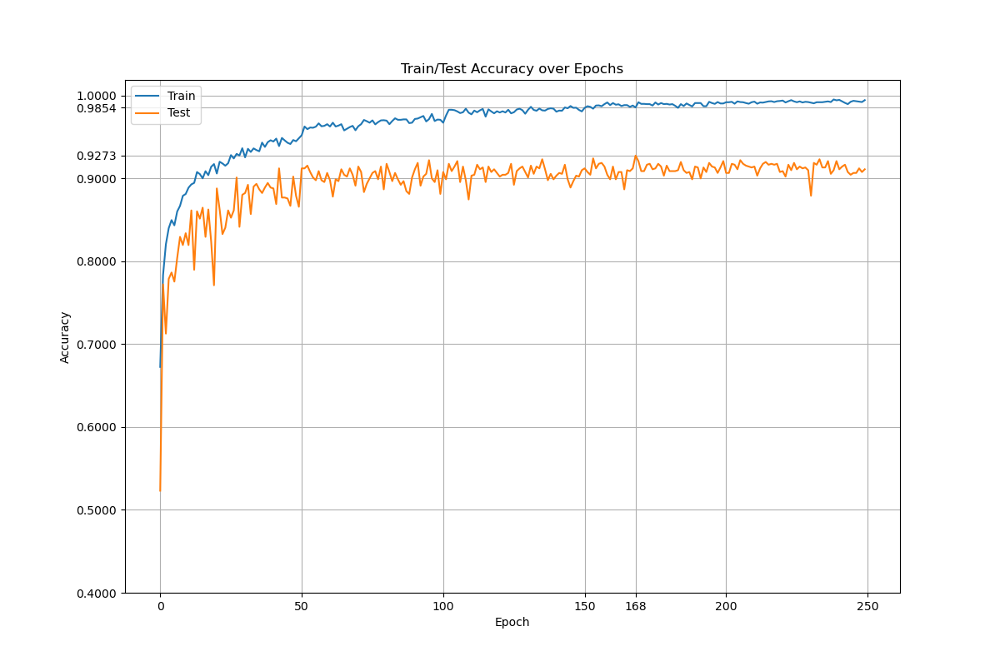 Train/Test Accuracy over Epochs
Train
Test
1.0000
0.9854
0.9273
0.9000
0.8000
0.7000
0.6000
0.5000
0.4000
Accuracy
0 50 100 150 168 200 250
Epoch